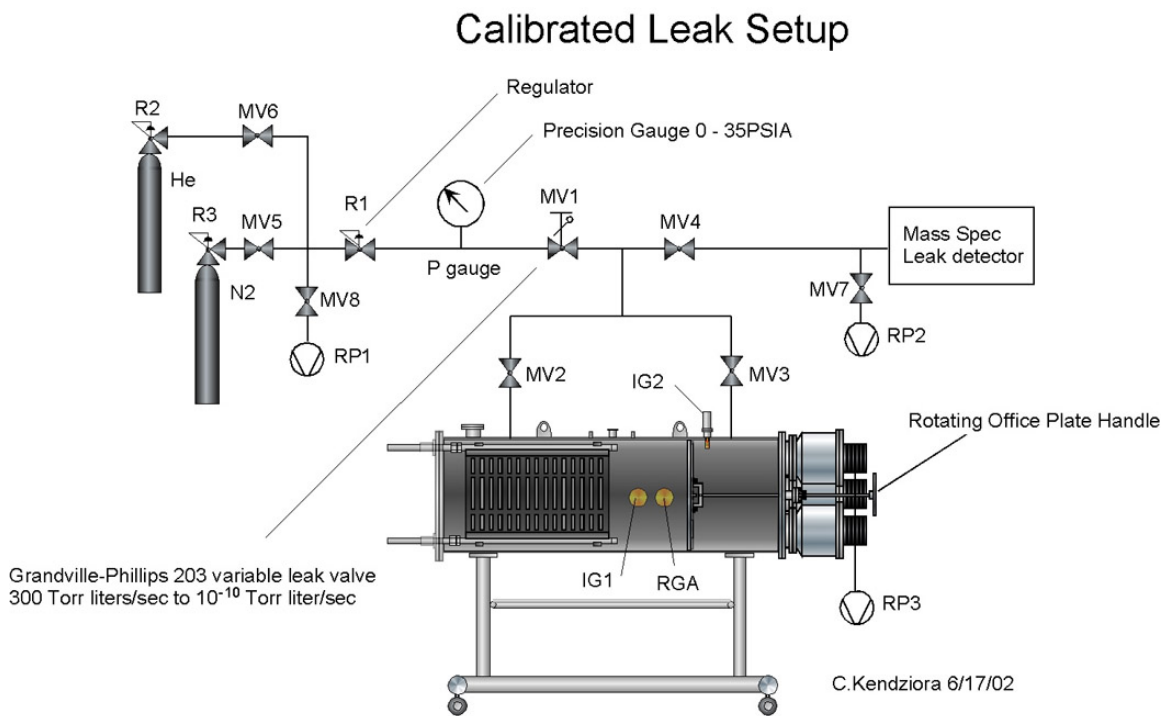 Calibrated Leak Setup
Regulator
Precision Gauge 0 - 35PSIA
R2
MV6
He
R3
MV5
N2
R1
MV8
RP1
P gauge
MV1
MV4
Mass Spec
Leak detector
MV7
RP2
MV2
MV3
IG2
Rotating Office Plate Handle
IG1
RGA
RP3
Grandville-Phillips 203 variable leak valve
300 Torr liters/sec to 10⁻¹⁰ Torr liter/sec
C.Kendziora 6/17/02